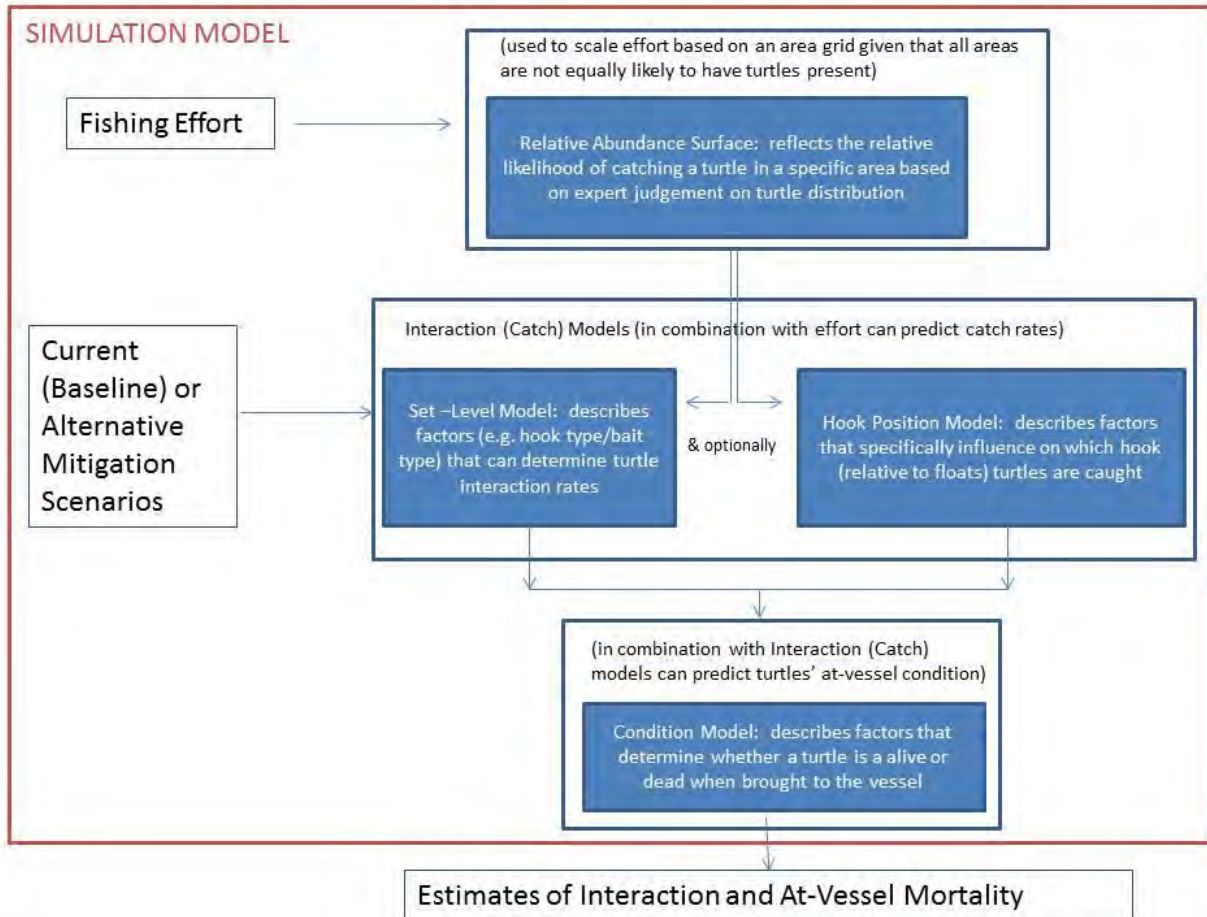 SIMULATION MODEL
(used to scale effort based on an area grid given that all areas
are not equally likely to have turtles present)
Fishing Effort
Relative Abundance Surface: reflects the relative
likelihood of catching a turtle in a specific area based
on expert judgement on turtle distribution
Current
(Baseline) or
Alternative
Mitigation
Scenarios
Interaction (Catch) Models (in combination with effort can predict catch rates)
Set –Level Model: describes
factors (e.g. hook type/bait
type) that can determine turtle
interaction rates
& optionally
Hook Position Model: describes factors
that specifically influence on which hook
(relative to floats) turtles are caught
(in combination with Interaction (Catch)
models can predict turtles’ at-vessel condition)
Condition Model: describes factors that
determine whether a turtle is a alive or
dead when brought to the vessel
Estimates of Interaction and At-Vessel Mortality